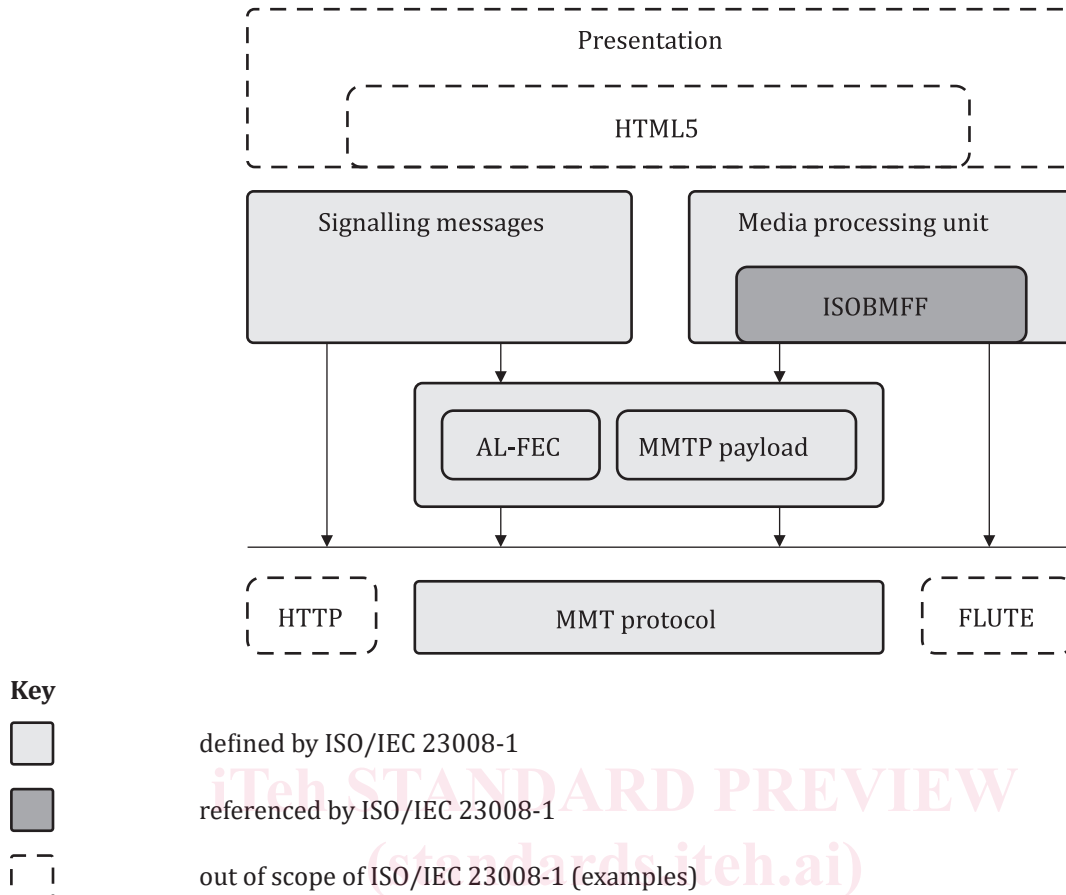 Presentation
HTML5
Signalling messages
Media processing unit
ISOBMFF
AL-FEC
MMTP payload
HTTP
MMT protocol
FLUTE
Key
defined by ISO/IEC 23008-1
iTeh STANDARD PREVIEW
referenced by ISO/IEC 23008-1
(standards.iteh.ai)
out of scope of ISO/IEC 23008-1 (examples)